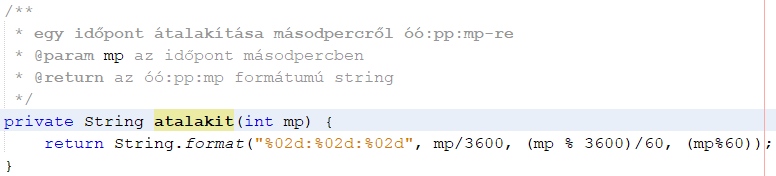 /**
 * egy időpont átalakítása másodpercről óó:pp:mp-re
 * @param mp az időpont másodpercben
 * @return az óó:pp:mp formátumú string
 */
private String atalakit(int mp) {
    return String.format("%02d:%02d:%02d", mp/3600, (mp % 3600)/60, (mp%60));
}